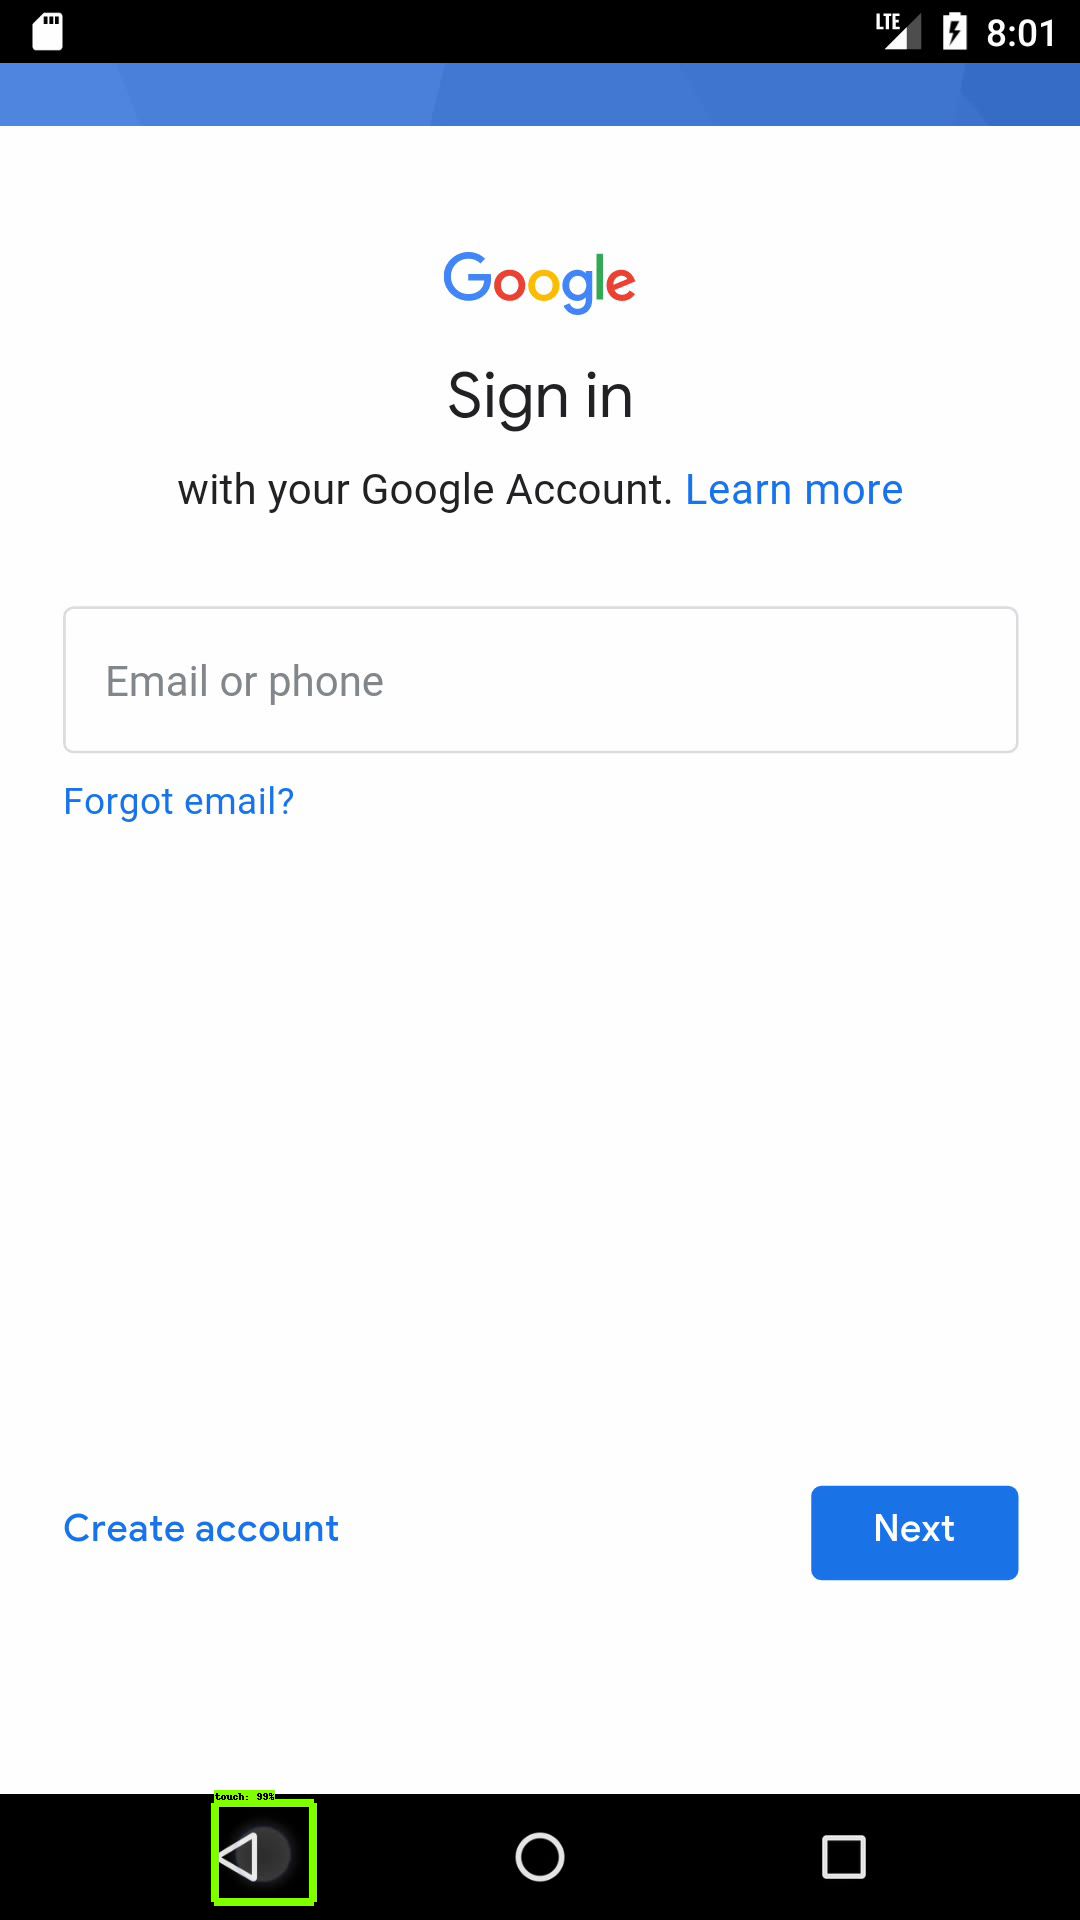 LTE 8:01
Google
Sign in
with your Google Account. Learn more
Email or phone
Forgot email?
Create account
Next
touch: 99%